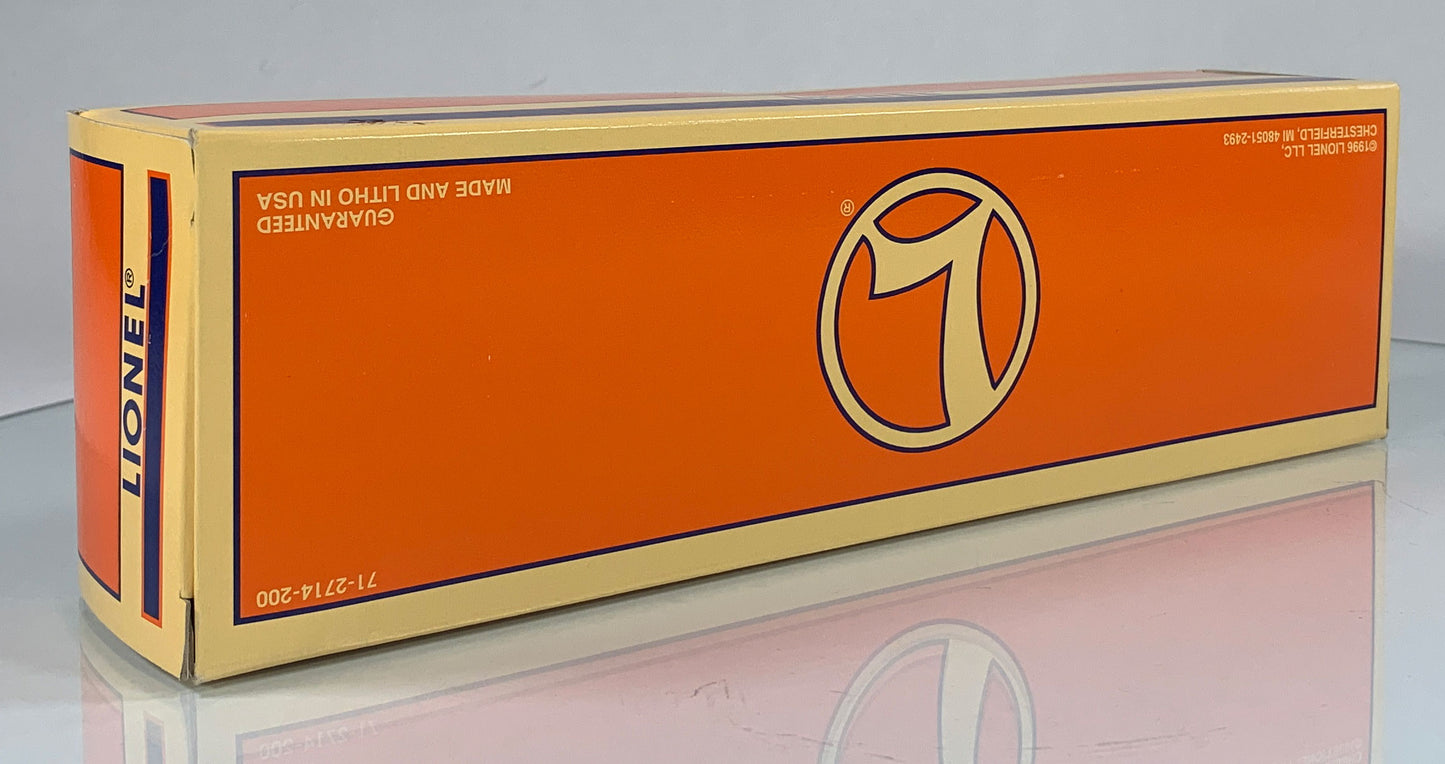 LIONEL®
71-2714-200
©1996 LIONEL LLC,
CHESTERFIELD, MI 48051-2493
®
GUARANTEED
MADE AND LITHO IN USA